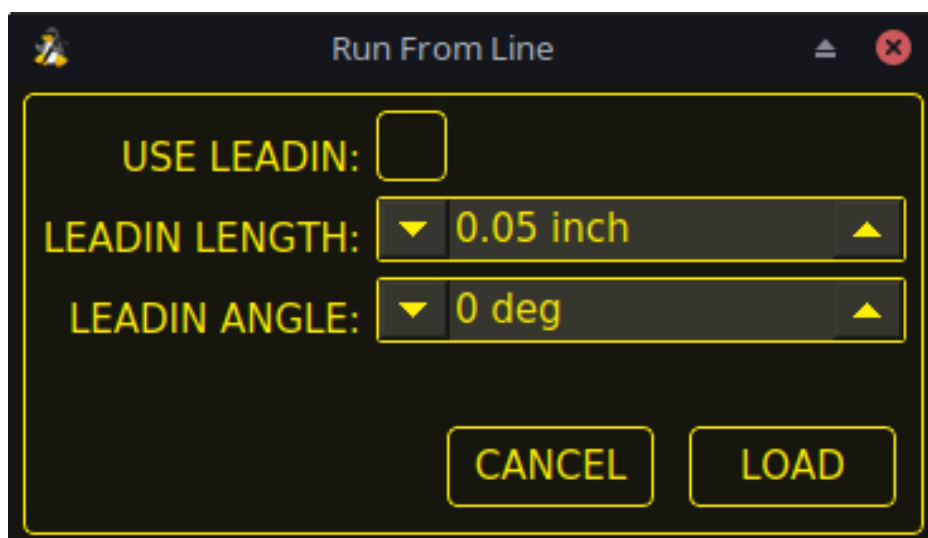 Run From Line
USE LEADIN:
LEADIN LENGTH: 0.05 inch
LEADIN ANGLE: 0 deg
CANCEL LOAD